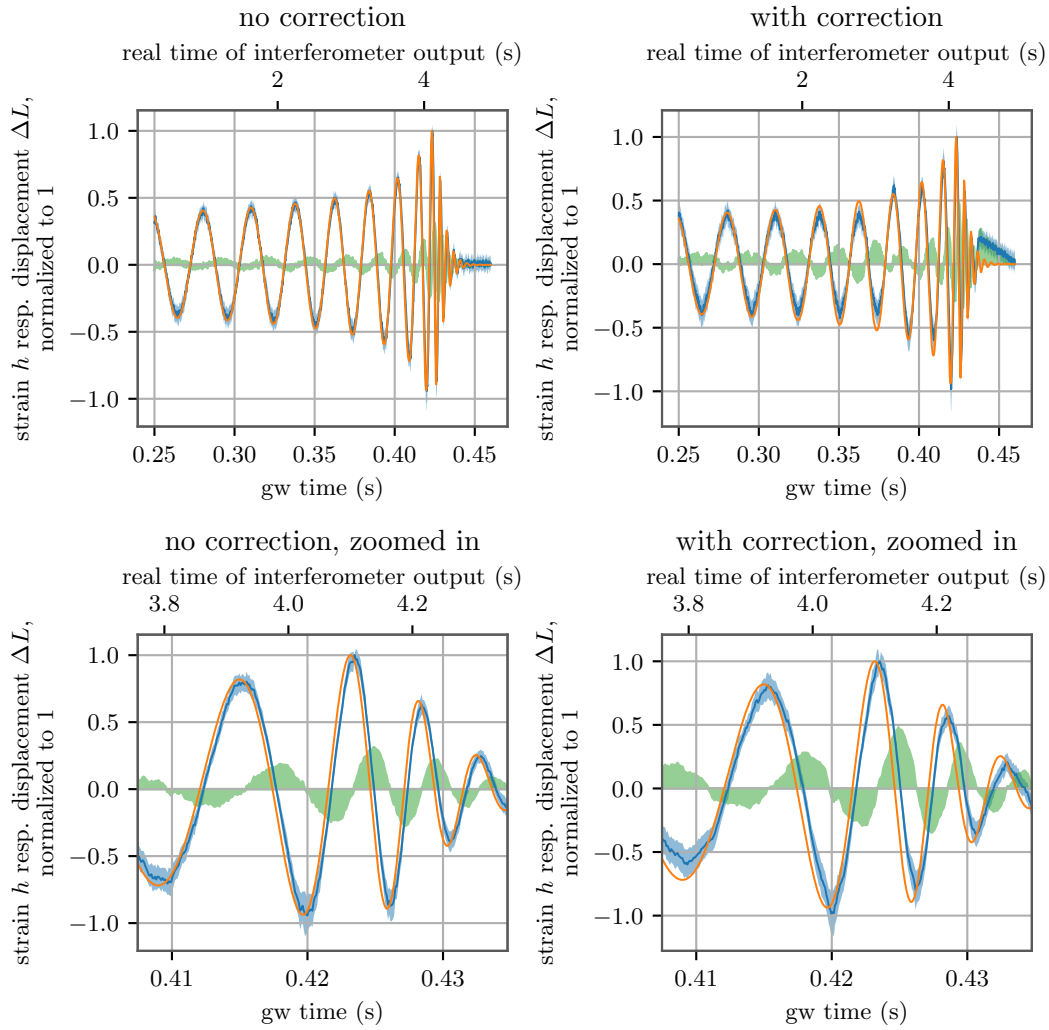 no correction
real time of interferometer output (s)
2 4
strain h resp. displacement ΔL,
normalized to 1
1.0
0.5
0.0
−0.5
−1.0
0.25 0.30 0.35 0.40 0.45
gw time (s)
with correction
real time of interferometer output (s)
2 4
strain h resp. displacement ΔL,
normalized to 1
1.0
0.5
0.0
−0.5
−1.0
0.25 0.30 0.35 0.40 0.45
gw time (s)
no correction, zoomed in
real time of interferometer output (s)
3.8 4.0 4.2
strain h resp. displacement ΔL,
normalized to 1
1.0
0.5
0.0
−0.5
−1.0
0.41 0.42 0.43
gw time (s)
with correction, zoomed in
real time of interferometer output (s)
3.8 4.0 4.2
strain h resp. displacement ΔL,
normalized to 1
1.0
0.5
0.0
−0.5
−1.0
0.41 0.42 0.43
gw time (s)